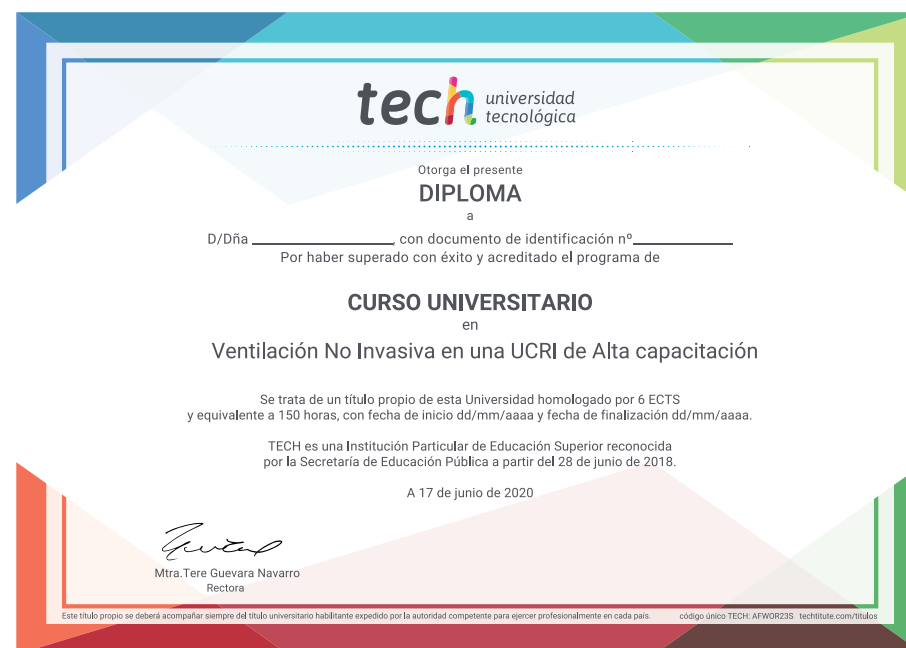 tech universidad
tecnológica
Otorga el presente
DIPLOMA
a
D/Dña ____________________, con documento de identificación nº______________
Por haber superado con éxito y acreditado el programa de
CURSO UNIVERSITARIO
en
Ventilación No Invasiva en una UCRI de Alta capacitación
Se trata de un título propio de esta Universidad homologado por 6 ECTS
y equivalente a 150 horas, con fecha de inicio dd/mm/aaaa y fecha de finalización dd/mm/aaaa.
TECH es una Institución Particular de Educación Superior reconocida
por la Secretaría de Educación Pública a partir del 28 de junio de 2018.
A 17 de junio de 2020
Mtra.Tere Guevara Navarro
Rectora
Este título propio se deberá acompañar siempre del título universitario habilitante expedido por la autoridad competente para ejercer profesionalmente en cada país. código único TECH: AFWOR23S techtitute.com/titulos